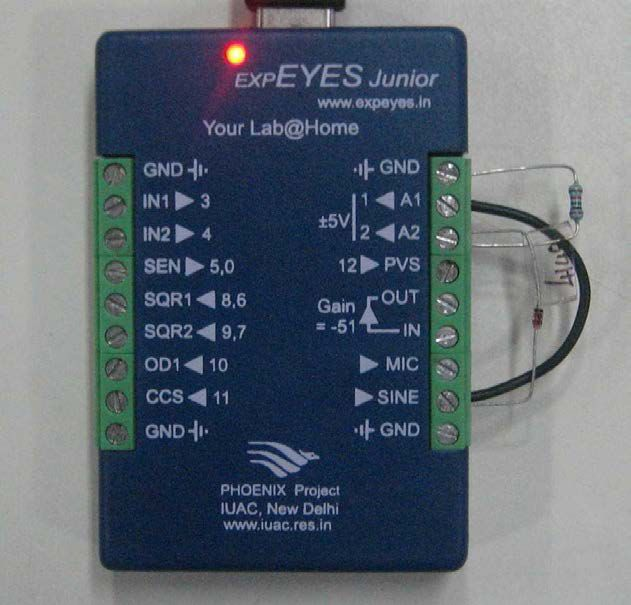 EXPEYES Junior
www.expeyes.in
Your Lab@Home
GND
IN1 3
IN2 4
SEN 5,0
SQR1 8,6
SQR2 9,7
OD1 10
CCS 11
GND
GND
1 A1
±5V
2 A2
12 PVS
OUT
Gain
= -51
IN
MIC
SINE
GND
PHOENIX Project
IUAC, New Delhi
www.iuac.res.in